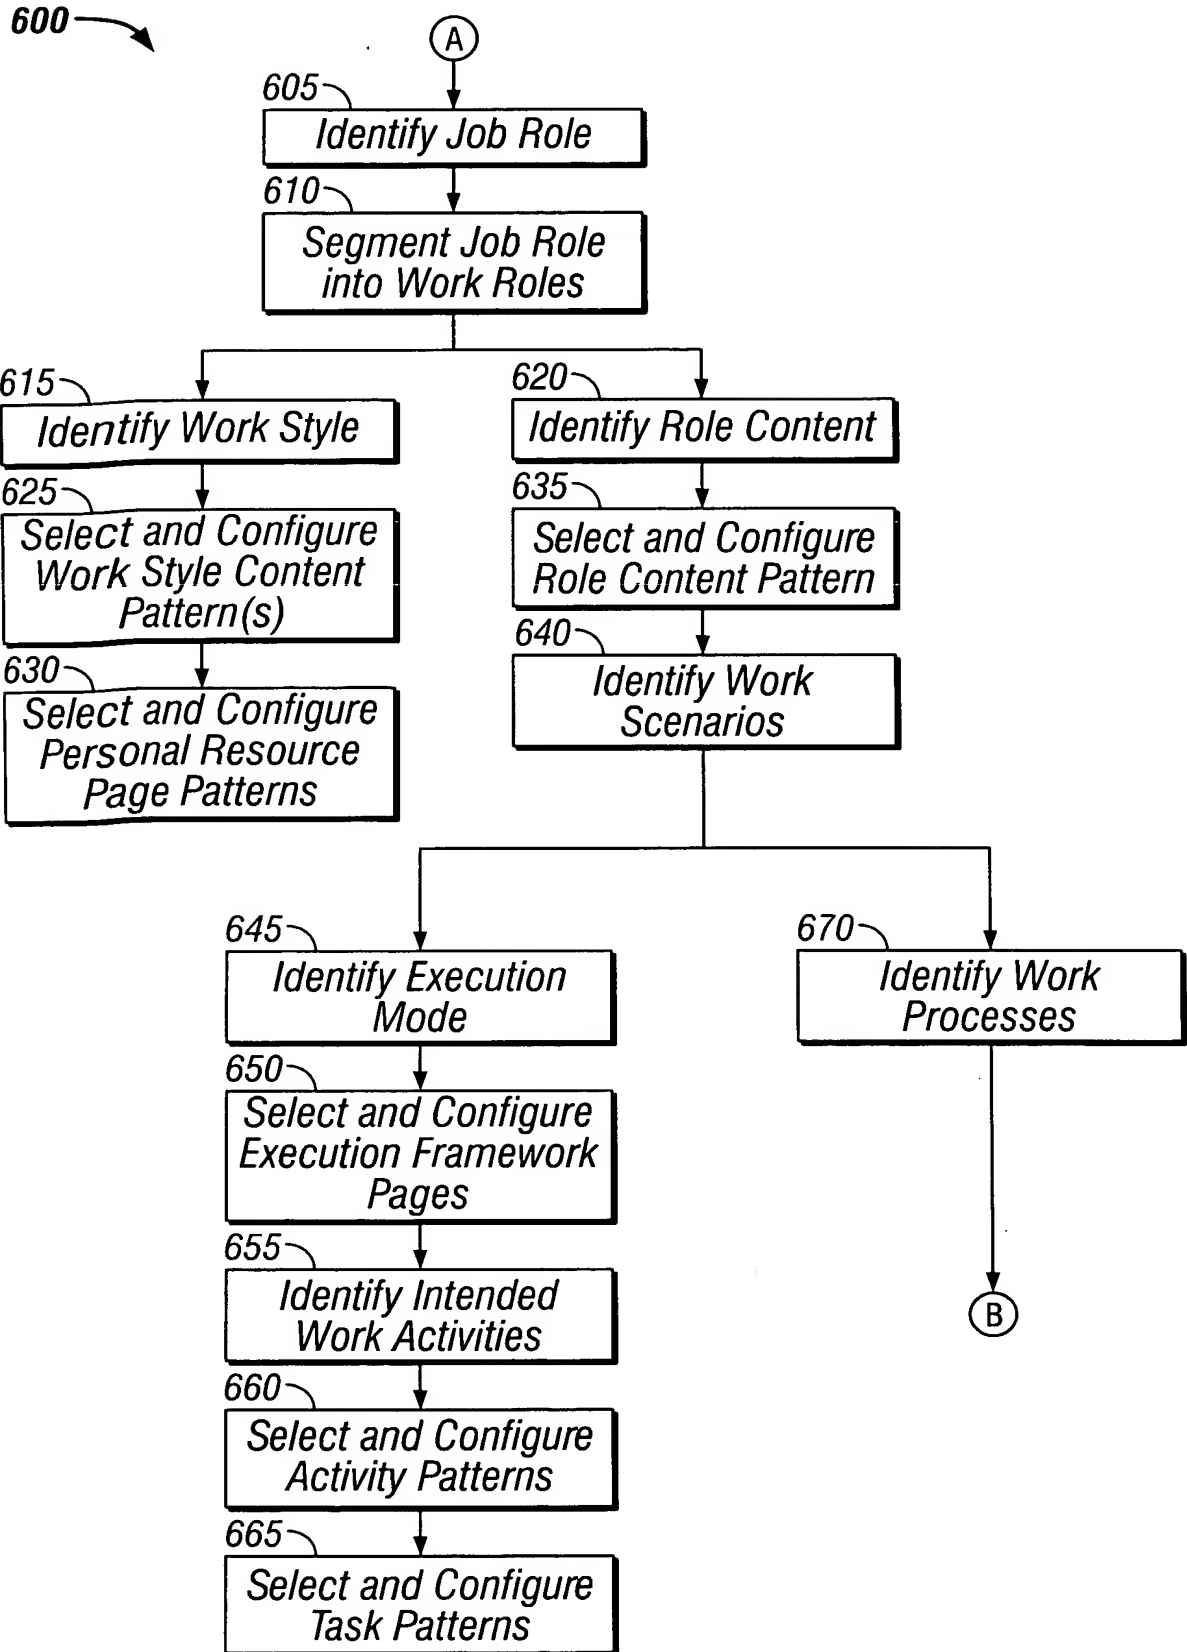 600
A
605
Identify Job Role
610
Segment Job Role
into Work Roles
615
Identify Work Style
620
Identify Role Content
625
Select and Configure
Work Style Content
Pattern(s)
635
Select and Configure
Role Content Pattern
630
Select and Configure
Personal Resource
Page Patterns
640
Identify Work
Scenarios
645
Identify Execution
Mode
670
Identify Work
Processes
650
Select and Configure
Execution Framework
Pages
655
Identify Intended
Work Activities
B
660
Select and Configure
Activity Patterns
665
Select and Configure
Task Patterns